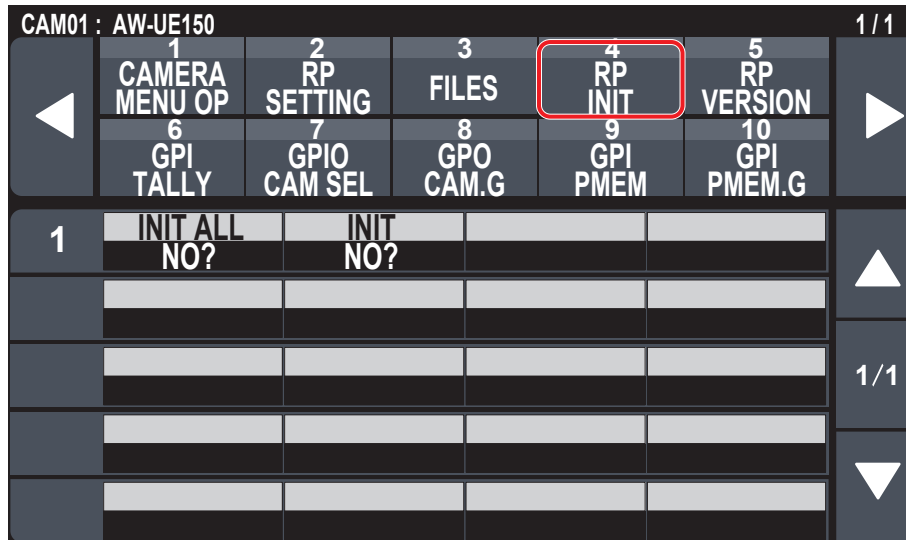 CAM01 : AW-UE150 1 / 1
1 2 3 4 5
CAMERA MENU OP RP SETTING FILES RP INIT RP VERSION
6 7 8 9 10
GPI TALLY GPIO CAM SEL GPO CAM.G GPI PMEM GPI PMEM.G
1 INIT ALL INIT
NO? NO?
1/1